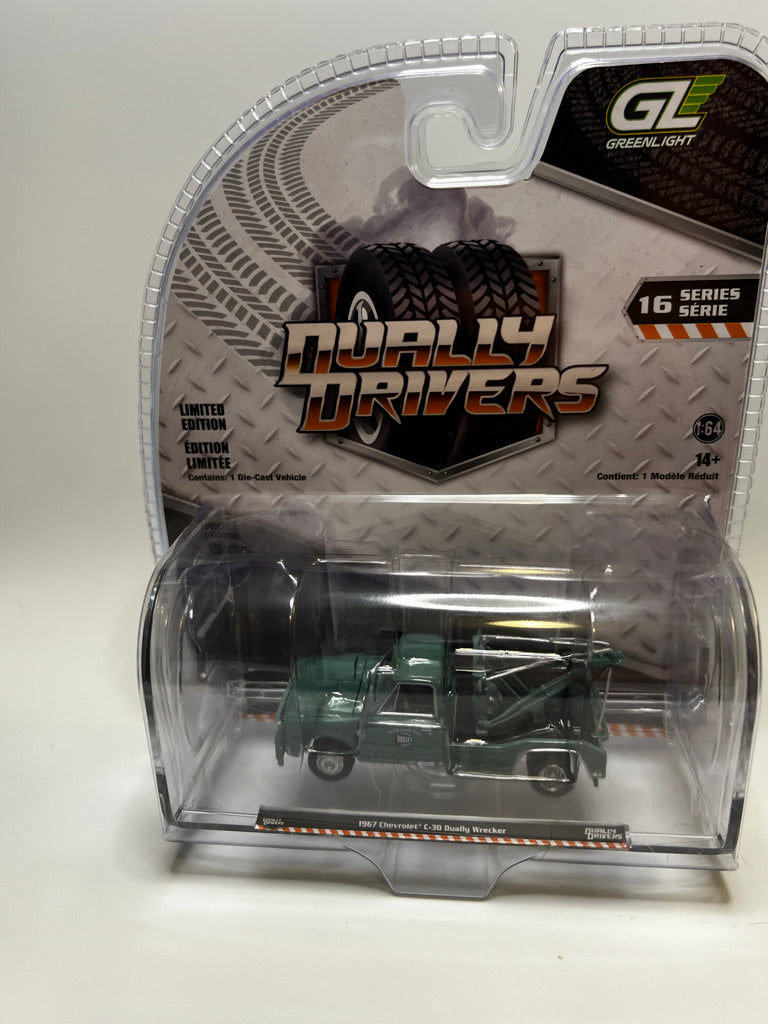 GL
GREENLIGHT
16 SERIES
SÉRIE
DUALLY
DRIVERS
LIMITED
EDITION
ÉDITION
LIMITÉE
Contains: 1 Die-Cast Vehicle
1:64
14+
Contient: 1 Modèle Réduit
1967 Chevrolet® C-30 Dually Wrecker
DUALLY
DRIVERS